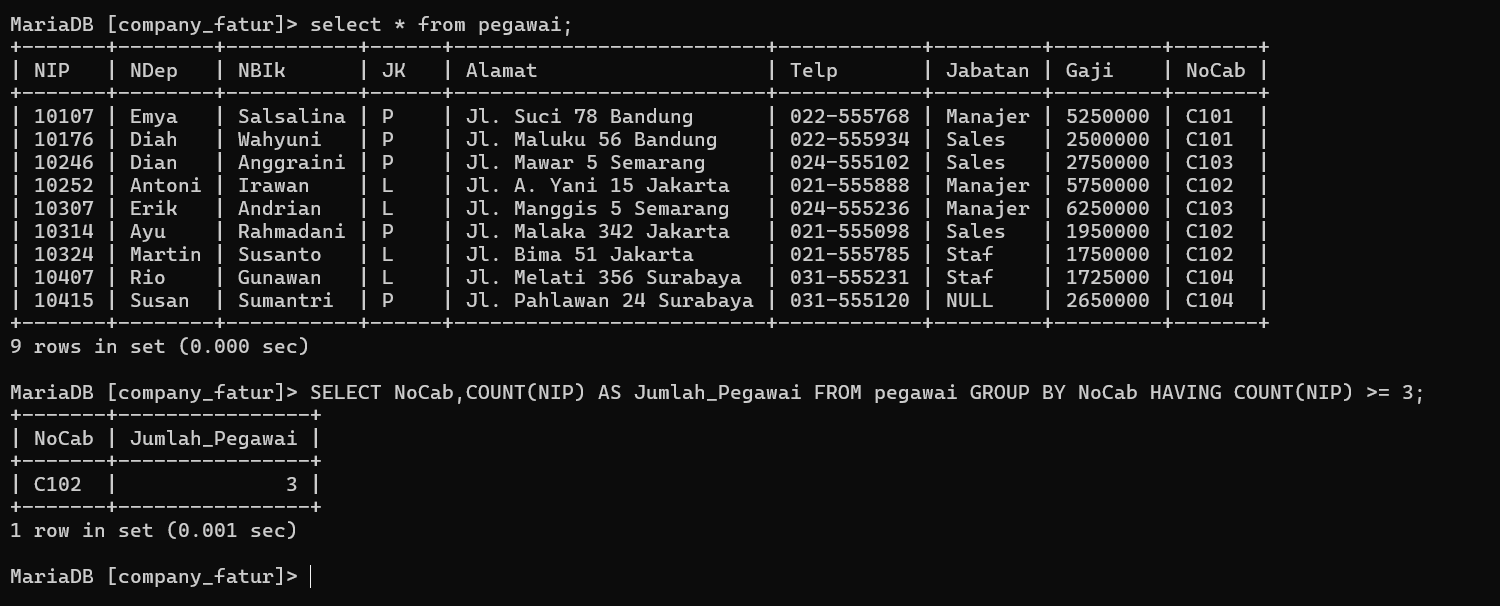 MariaDB [company_fatur]> select * from pegawai;
+-------+--------+-----------+------+--------------------------+------------+---------+---------+-------+
| NIP   | NDep   | NBIk      | JK   | Alamat                   | Telp       | Jabatan | Gaji    | NoCab |
+-------+--------+-----------+------+--------------------------+------------+---------+---------+-------+
| 10107 | Emya   | Salsalina | P    | Jl. Suci 78 Bandung      | 022-555768 | Manajer | 5250000 | C101  |
| 10176 | Diah   | Wahyuni   | P    | Jl. Maluku 56 Bandung    | 022-555934 | Sales   | 2500000 | C101  |
| 10246 | Dian   | Anggraini | P    | Jl. Mawar 5 Semarang     | 024-555102 | Sales   | 2750000 | C103  |
| 10252 | Antoni | Irawan    | L    | Jl. A. Yani 15 Jakarta   | 021-555888 | Manajer | 5750000 | C102  |
| 10307 | Erik   | Andrian   | L    | Jl. Manggis 5 Semarang   | 024-555236 | Manajer | 6250000 | C103  |
| 10314 | Ayu    | Rahmadani | P    | Jl. Malaka 342 Jakarta   | 021-555098 | Sales   | 1950000 | C102  |
| 10324 | Martin | Susanto   | L    | Jl. Bima 51 Jakarta      | 021-555785 | Staf    | 1750000 | C102  |
| 10407 | Rio    | Gunawan   | L    | Jl. Melati 356 Surabaya  | 031-555231 | Staf    | 1725000 | C104  |
| 10415 | Susan  | Sumantri  | P    | Jl. Pahlawan 24 Surabaya | 031-555120 | NULL    | 2650000 | C104  |
+-------+--------+-----------+------+--------------------------+------------+---------+---------+-------+
9 rows in set (0.000 sec)
MariaDB [company_fatur]> SELECT NoCab,COUNT(NIP) AS Jumlah_Pegawai FROM pegawai GROUP BY NoCab HAVING COUNT(NIP) >= 3;
+-------+----------------+
| NoCab | Jumlah_Pegawai |
+-------+----------------+
| C102  |              3 |
+-------+----------------+
1 row in set (0.001 sec)
MariaDB [company_fatur]>